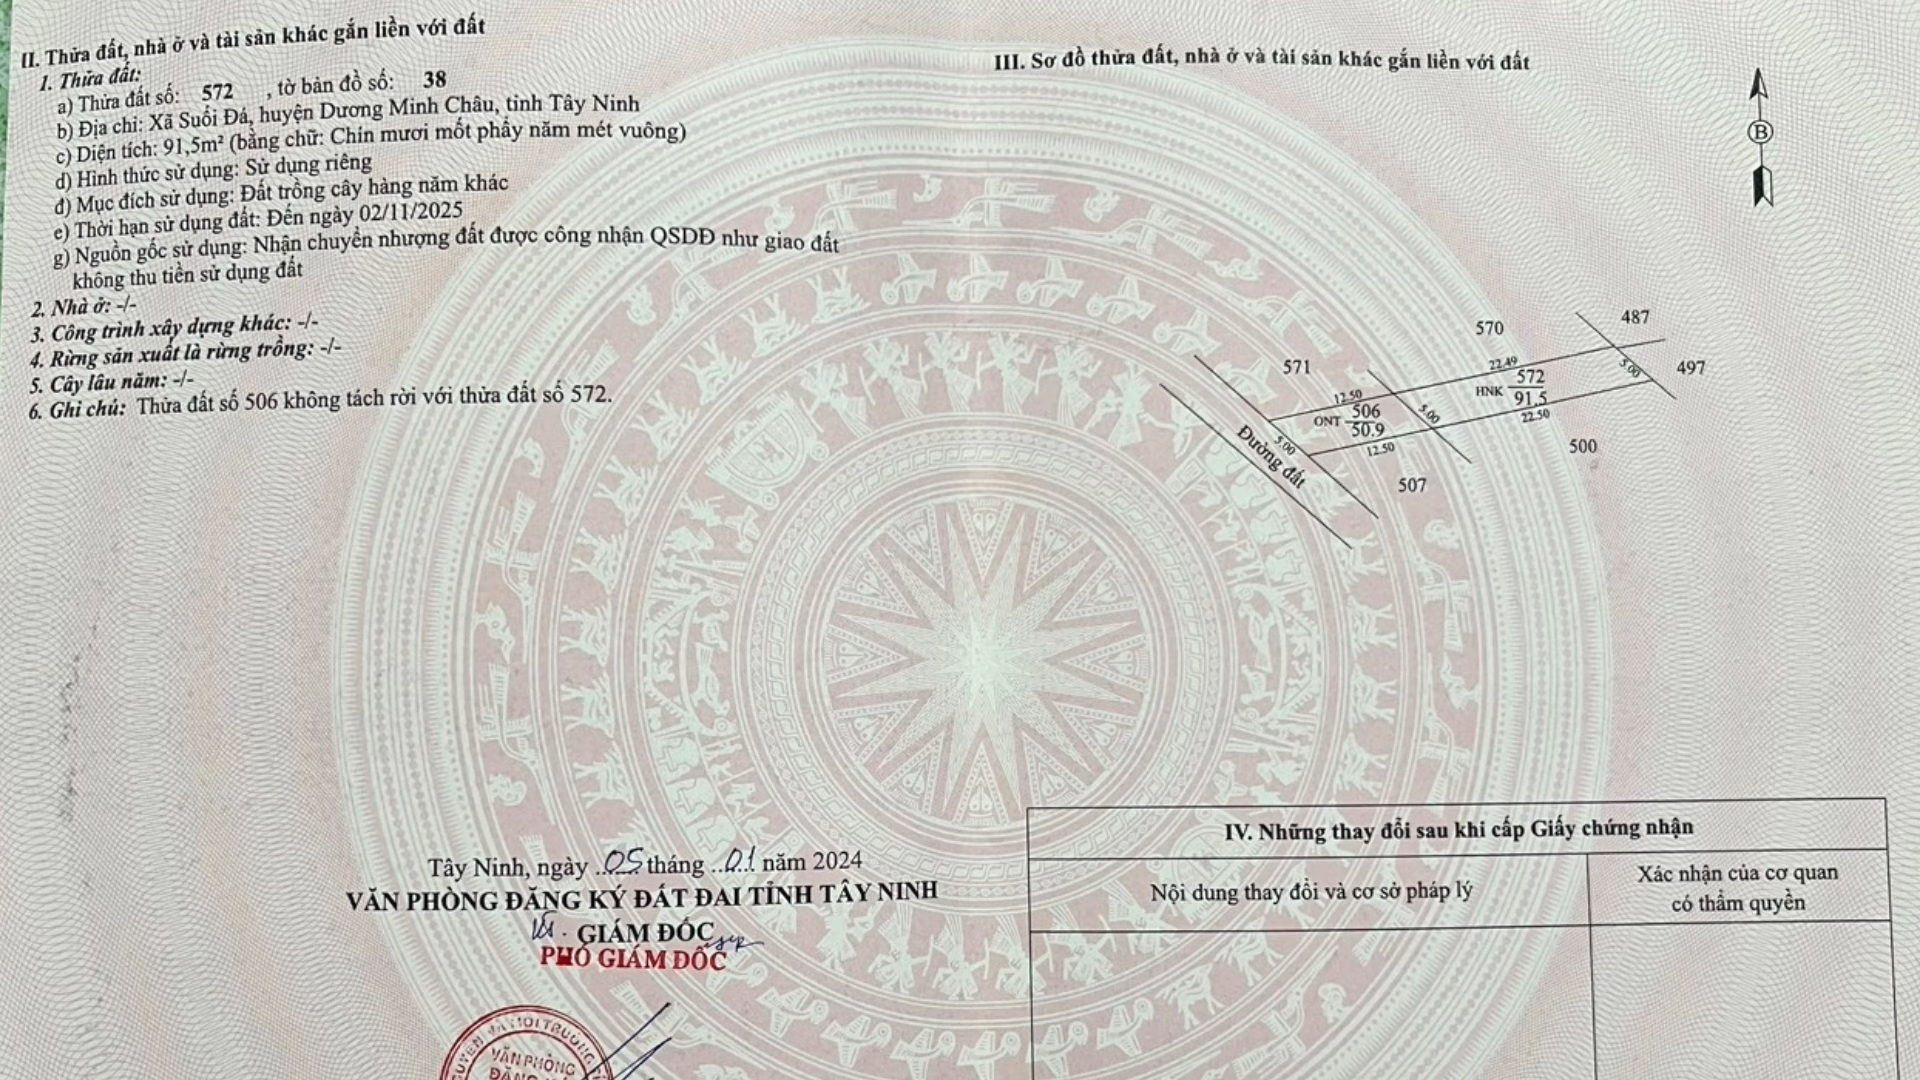 II. Thửa đất, nhà ở và tài sản khác gắn liền với đất
1. Thửa đất:
a) Thửa đất số: 572 , tờ bản đồ số: 38
b) Địa chỉ: Xã Suối Đá, huyện Dương Minh Châu, tỉnh Tây Ninh
c) Diện tích: 91,5m² (bằng chữ: Chín mươi mốt phẩy năm mét vuông)
d) Hình thức sử dụng: Sử dụng riêng
đ) Mục đích sử dụng: Đất trồng cây hàng năm khác
e) Thời hạn sử dụng đất: Đến ngày 02/11/2025
g) Nguồn gốc sử dụng: Nhận chuyển nhượng đất được công nhận QSDĐ như giao đất
không thu tiền sử dụng đất
2. Nhà ở: -/-
3. Công trình xây dựng khác: -/-
4. Rừng sản xuất là rừng trồng: -/-
5. Cây lâu năm: -/-
6. Ghi chú: Thửa đất số 506 không tách rời với thửa đất số 572.
Tây Ninh, ngày ..05 tháng ..01 năm 2024
VĂN PHÒNG ĐĂNG KÝ ĐẤT ĐAI TỈNH TÂY NINH
GIÁM ĐỐC
PHÓ GIÁM ĐỐC
VĂN PHÒNG
III. Sơ đồ thửa đất, nhà ở và tài sản khác gắn liền với đất
B
487
570
497
571
22.49
5.00
572
HNK
91.5
22.50
12.50
506
ONT
50.9
5.00
12.50
5.00
Đường đất
500
507
IV. Những thay đổi sau khi cấp Giấy chứng nhận
Nội dung thay đổi và cơ sở pháp lý
Xác nhận của cơ quan
có thẩm quyền